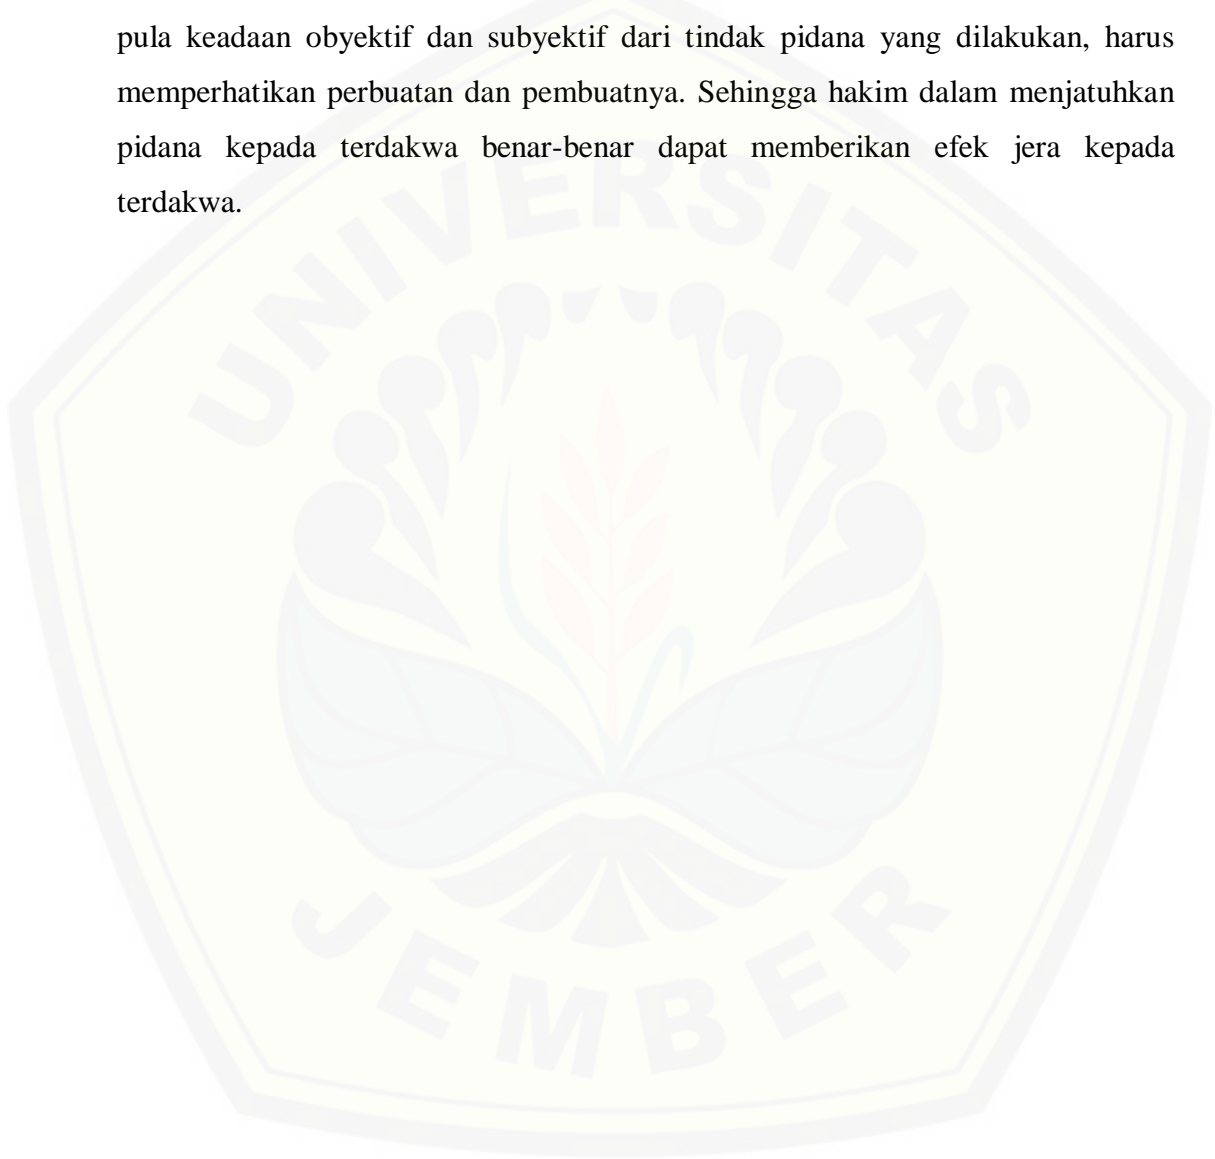 pula keadaan obyektif dan subyektif dari tindak pidana yang dilakukan, harus
memperhatikan perbuatan dan pembuatnya. Sehingga hakim dalam menjatuhkan
pidana kepada terdakwa benar-benar dapat memberikan efek jera kepada
terdakwa.
UNIVERSITAS
JEMBER